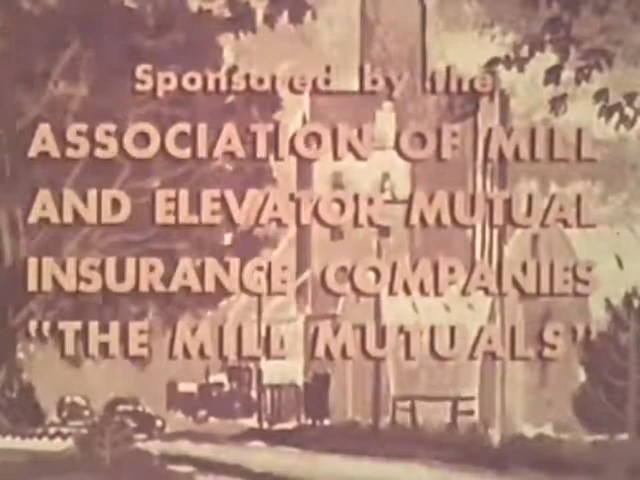 Sponsored by the
ASSOCIATION OF MILL
AND ELEVATOR MUTUAL
INSURANCE COMPANIES
"THE MILL MUTUALS"